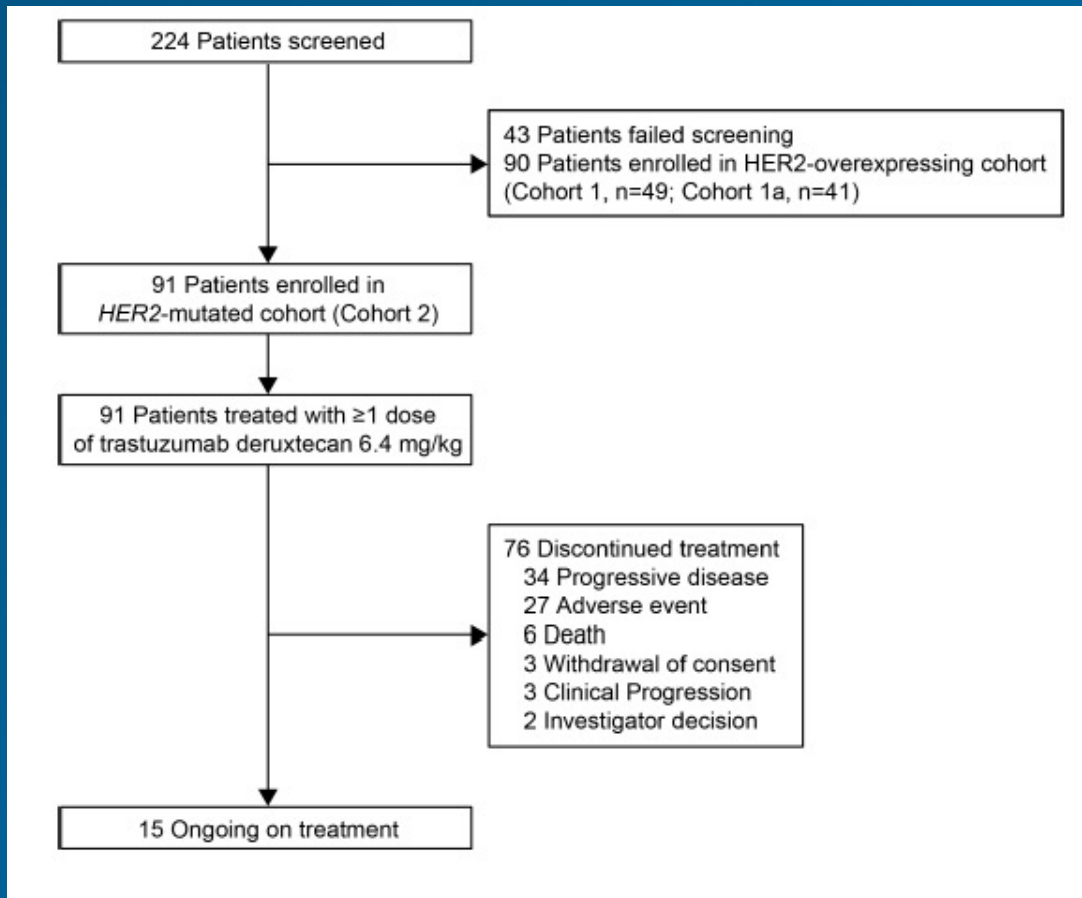 224 Patients screened
43 Patients failed screening
90 Patients enrolled in HER2-overexpressing cohort
(Cohort 1, n=49; Cohort 1a, n=41)
91 Patients enrolled in
HER2-mutated cohort (Cohort 2)
91 Patients treated with ≥1 dose
of trastuzumab deruxtecan 6.4 mg/kg
76 Discontinued treatment
34 Progressive disease
27 Adverse event
6 Death
3 Withdrawal of consent
3 Clinical Progression
2 Investigator decision
15 Ongoing on treatment